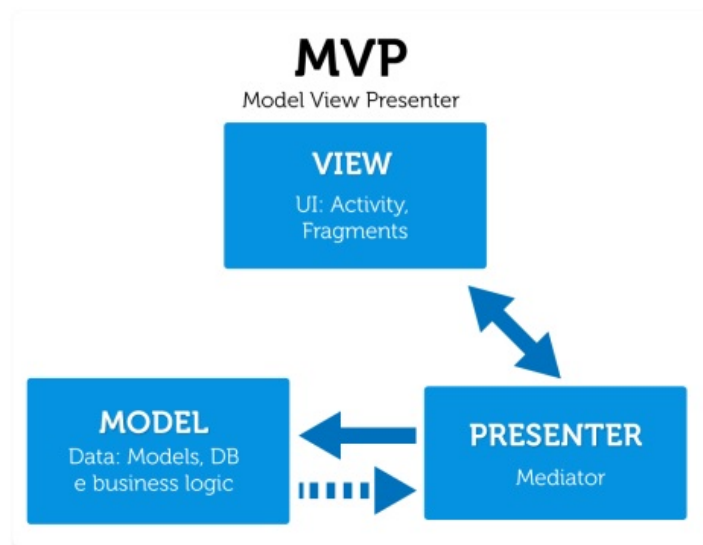 MVP
Model View Presenter
VIEW
UI: Activity,
Fragments
MODEL
Data: Models, DB
e business logic
PRESENTER
Mediator